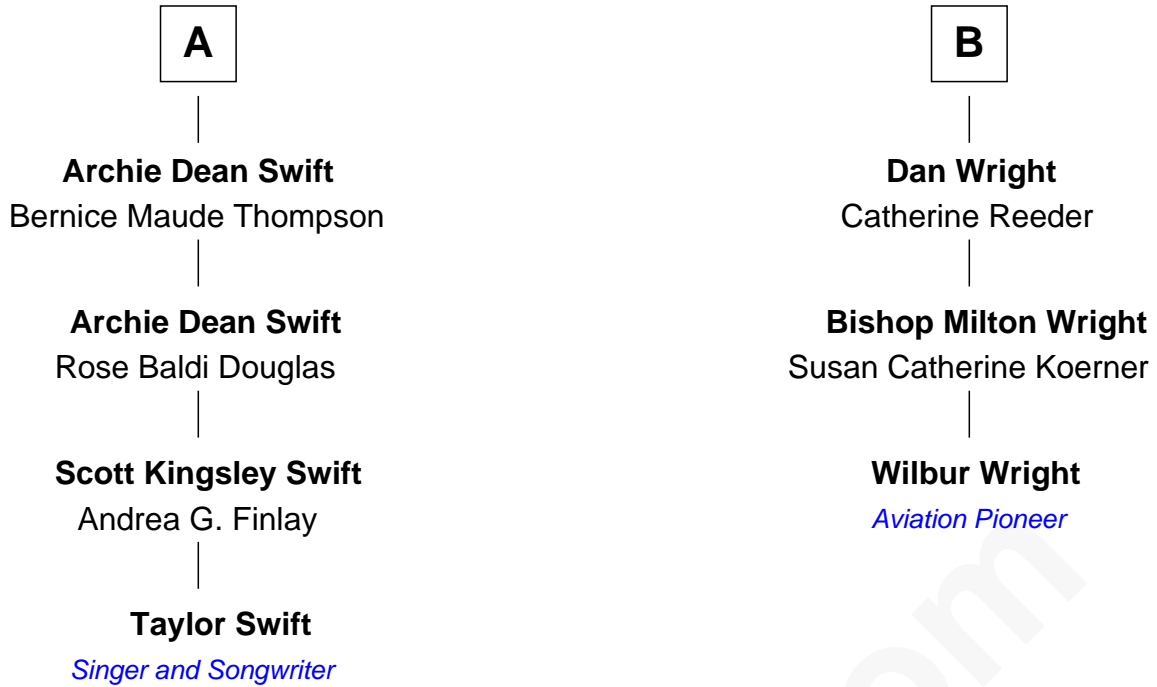 A
Archie Dean Swift
Bernice Maude Thompson
Archie Dean Swift
Rose Baldi Douglas
Scott Kingsley Swift
Andrea G. Finlay
Taylor Swift
Singer and Songwriter
B
Dan Wright
Catherine Reeder
Bishop Milton Wright
Susan Catherine Koerner
Wilbur Wright
Aviation Pioneer
om